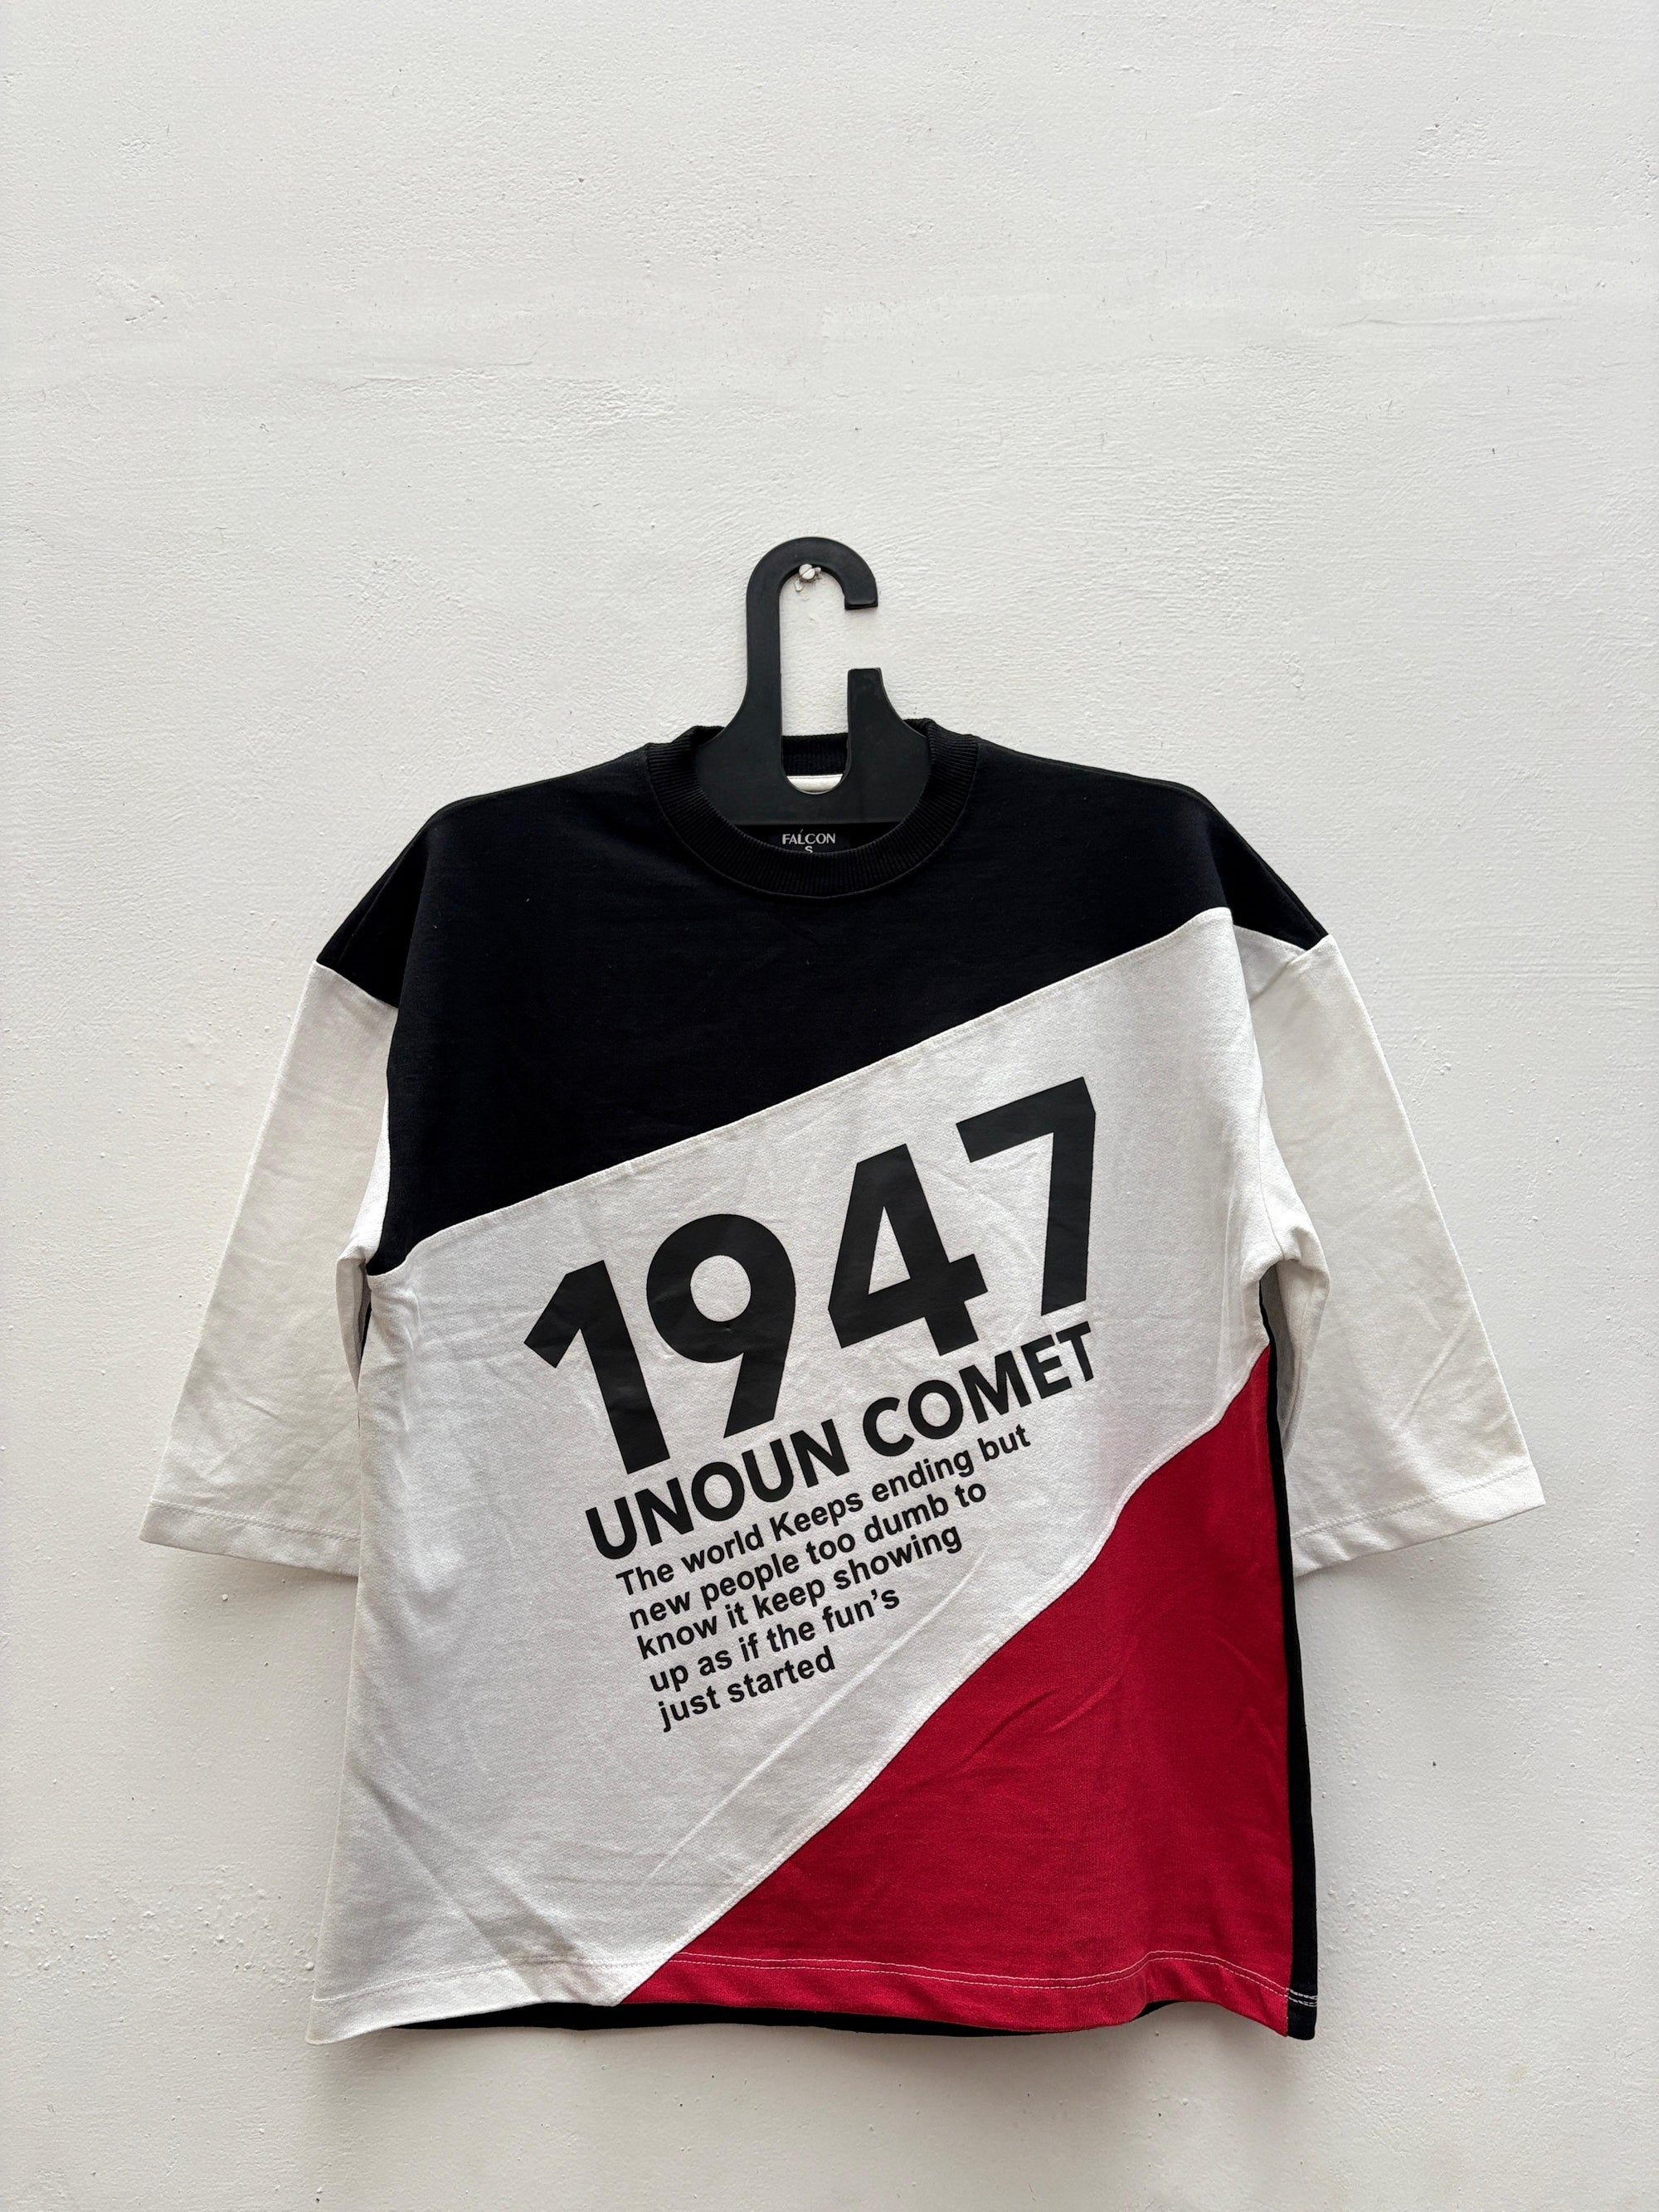 FALCON
S
1947
UNOUN COMET
The world Keeps ending but
new people too dumb to
know it keep showing
up as if the fun's
just started